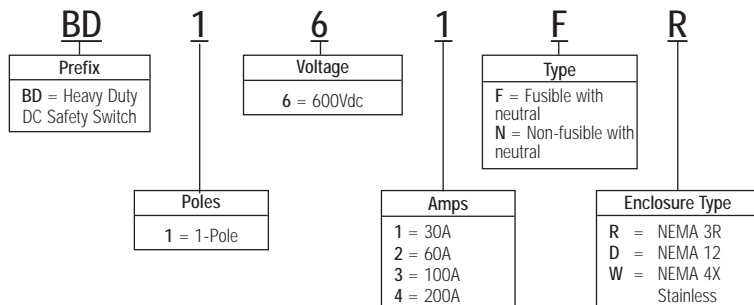 BD 1 6 1 F R
Prefix
BD = Heavy Duty
DC Safety Switch
Voltage
6 = 600Vdc
Type
F = Fusible with
neutral
N = Non-fusible with
neutral
Poles
1 = 1-Pole
Amps
1 = 30A
2 = 60A
3 = 100A
4 = 200A
Enclosure Type
R = NEMA 3R
D = NEMA 12
W = NEMA 4X
Stainless